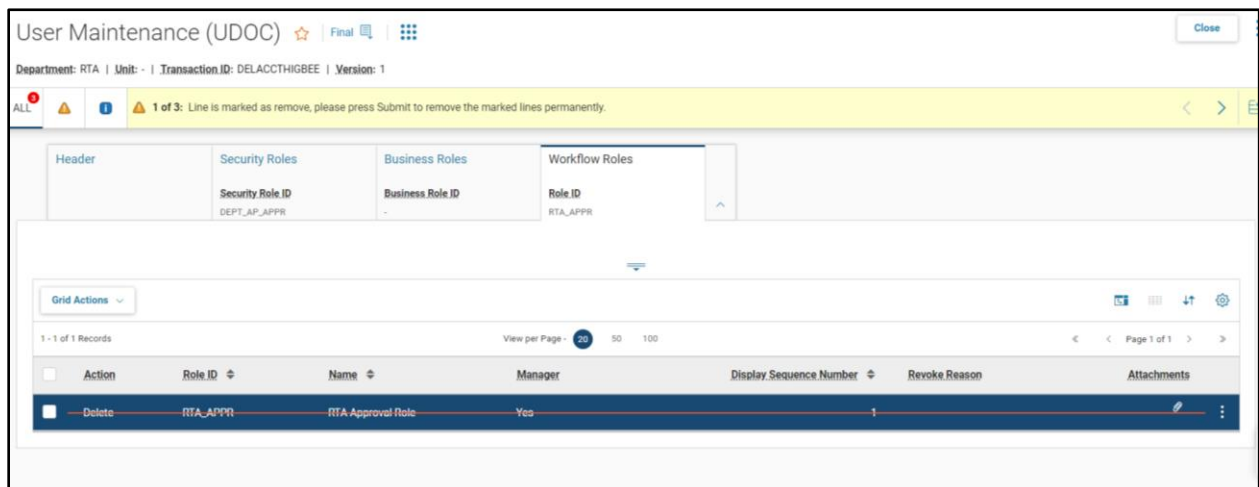 User Maintenance (UDOC) Final Close
Department: RTA | Unit: - | Transaction ID: DELACCTHIGBEE | Version: 1
ALL 3 1 of 3: Line is marked as remove, please press Submit to remove the marked lines permanently.
Header Security Roles Business Roles Workflow Roles
Security Role ID Business Role ID Role ID
DEPT_AP_APPR - RTA_APPR
Grid Actions
1 - 1 of 1 Records View per Page - 20 50 100 Page 1 of 1
Action Role ID Name Manager Display Sequence Number Revoke Reason Attachments
Delete RTA_APPR RTA Approval Role Yes 1